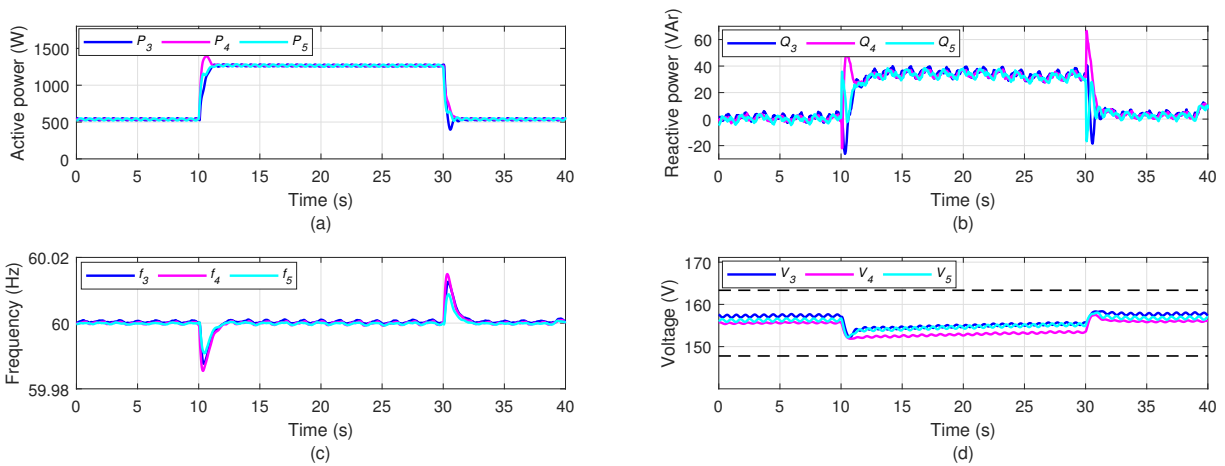 Active power (W)
1500
1000
500
0
P3 P4 P5
0 5 10 15 20 25 30 35 40
Time (s)
(a)
Reactive power (VAr)
60
40
20
0
-20
Q3 Q4 Q5
0 5 10 15 20 25 30 35 40
Time (s)
(b)
Frequency (Hz)
60.02
60
59.98
f3 f4 f5
0 5 10 15 20 25 30 35 40
Time (s)
(c)
Voltage (V)
170
160
150
V3 V4 V5
0 5 10 15 20 25 30 35 40
Time (s)
(d)